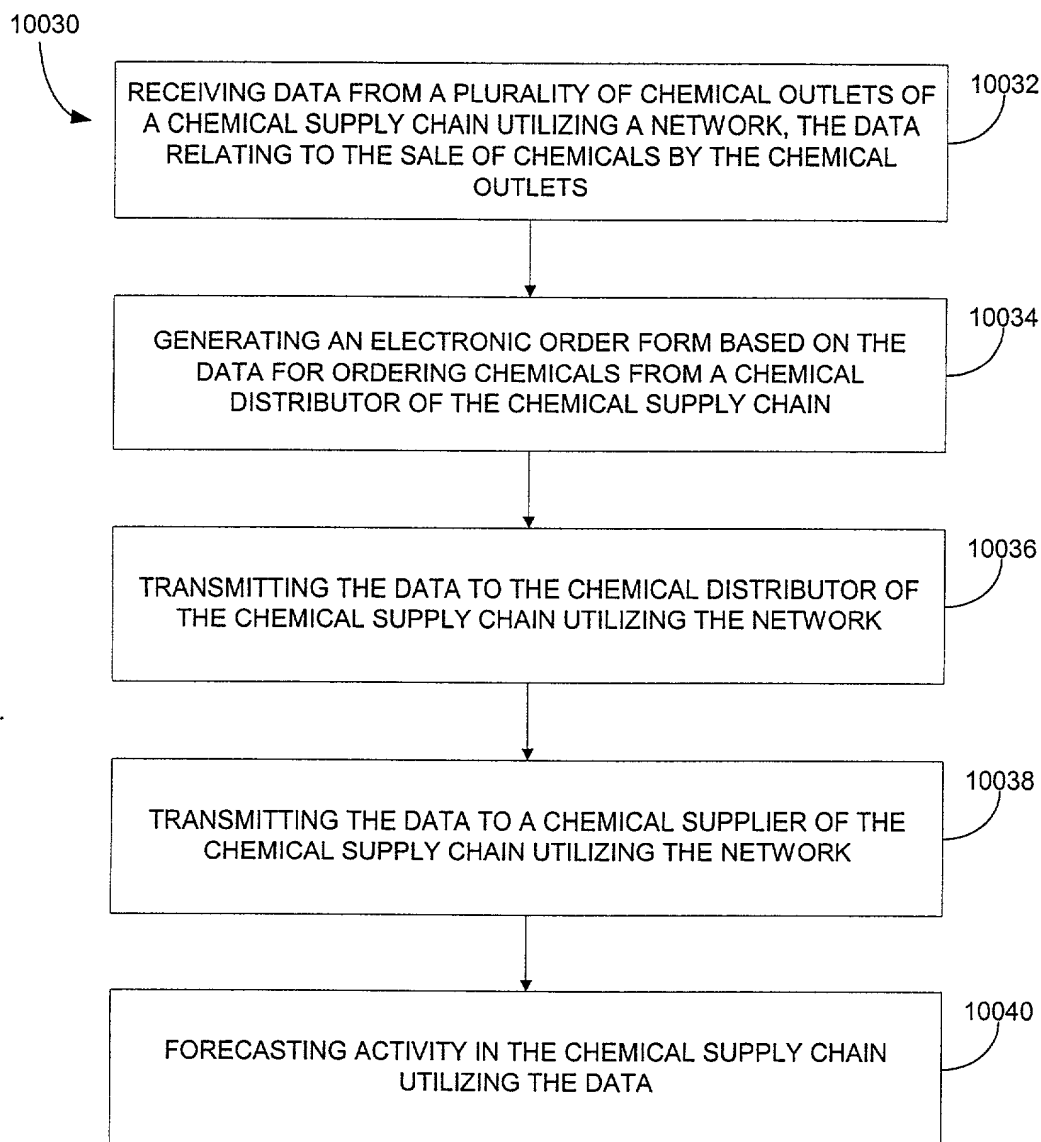 10030
RECEIVING DATA FROM A PLURALITY OF CHEMICAL OUTLETS OF
A CHEMICAL SUPPLY CHAIN UTILIZING A NETWORK, THE DATA
RELATING TO THE SALE OF CHEMICALS BY THE CHEMICAL
OUTLETS
10032
GENERATING AN ELECTRONIC ORDER FORM BASED ON THE
DATA FOR ORDERING CHEMICALS FROM A CHEMICAL
DISTRIBUTOR OF THE CHEMICAL SUPPLY CHAIN
10034
TRANSMITTING THE DATA TO THE CHEMICAL DISTRIBUTOR OF
THE CHEMICAL SUPPLY CHAIN UTILIZING THE NETWORK
10036
TRANSMITTING THE DATA TO A CHEMICAL SUPPLIER OF THE
CHEMICAL SUPPLY CHAIN UTILIZING THE NETWORK
10038
FORECASTING ACTIVITY IN THE CHEMICAL SUPPLY CHAIN
UTILIZING THE DATA
10040